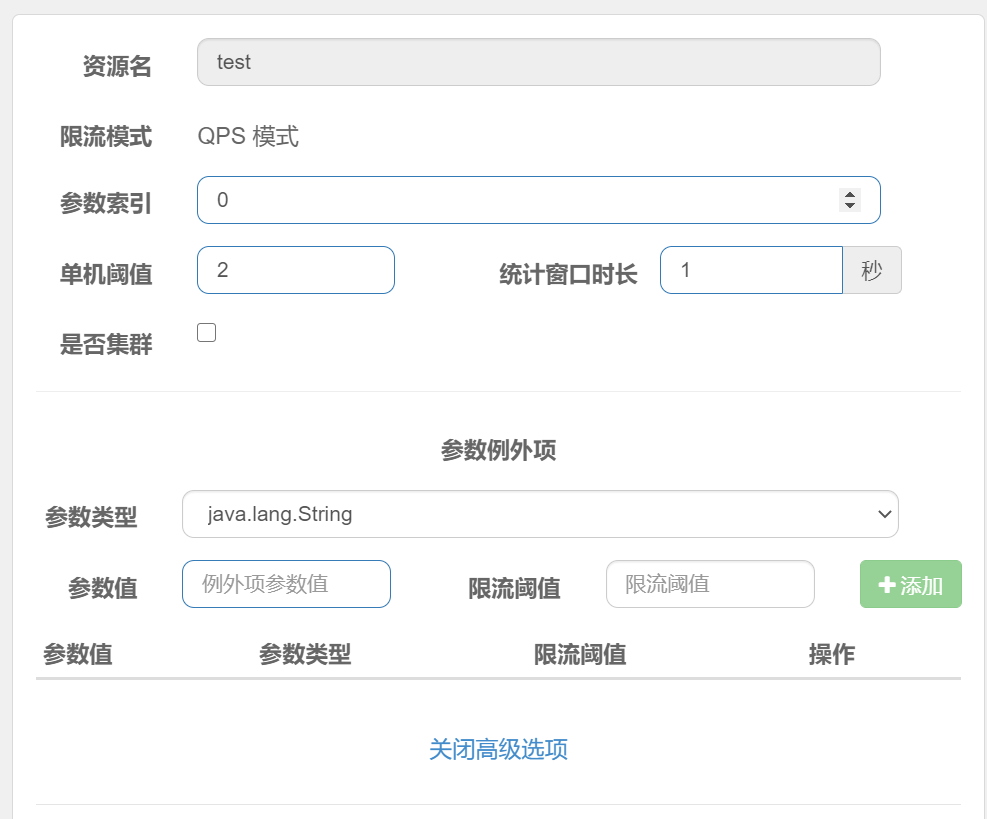 资源名 test
限流模式 QPS 模式
参数索引 0
单机阈值 2 统计窗口时长 1 秒
是否集群
参数例外项
参数类型 java.lang.String
参数值 例外项参数值 限流阈值 限流阈值 添加
参数值 参数类型 限流阈值 操作
关闭高级选项